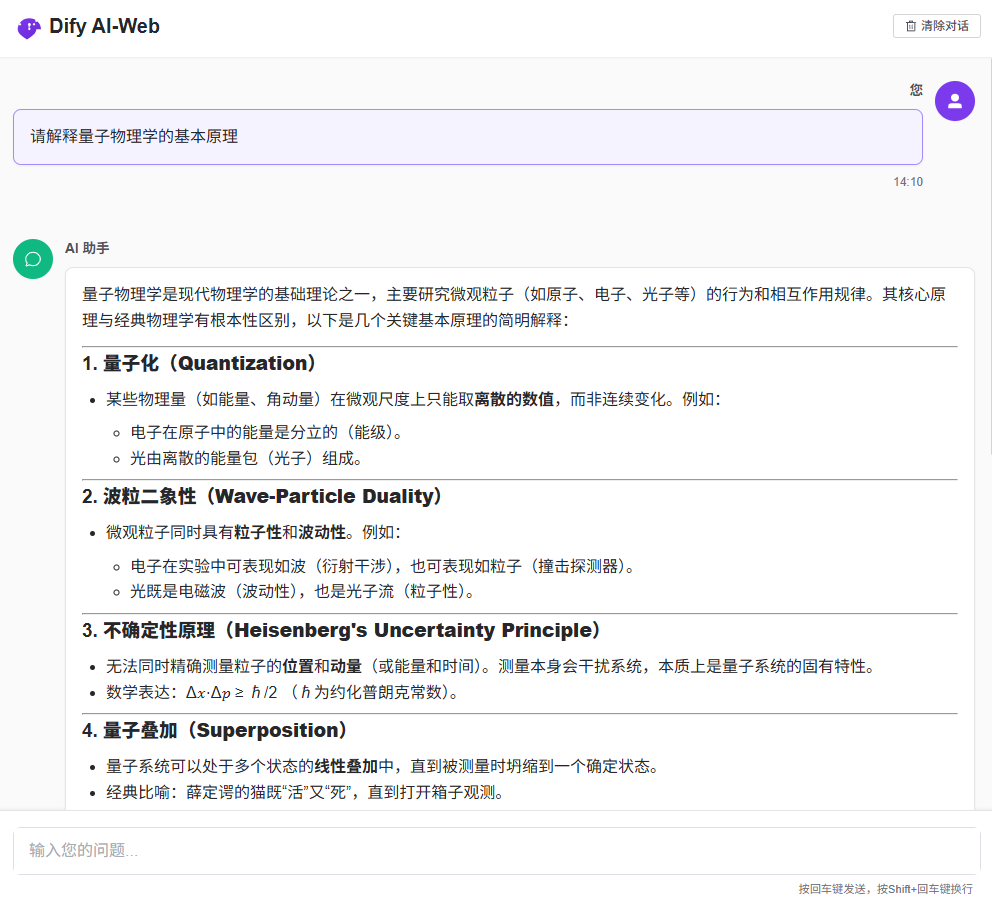 Dify AI-Web
清除对话
您
请解释量子物理学的基本原理
14:10
AI 助手
量子物理学是现代物理学的基础理论之一，主要研究微观粒子（如原子、电子、光子等）的行为和相互作用规律。其核心原
理与经典物理学有根本性区别，以下是几个关键基本原理的简明解释：
1. 量子化（Quantization）
• 某些物理量（如能量、角动量）在微观尺度上只能取离散的数值，而非连续变化。例如：
◦ 电子在原子中的能量是分立的（能级）。
◦ 光由离散的能量包（光子）组成。
2. 波粒二象性（Wave-Particle Duality）
• 微观粒子同时具有粒子性和波动性。例如：
◦ 电子在实验中可表现如波（衍射干涉），也可表现如粒子（撞击探测器）。
◦ 光既是电磁波（波动性），也是光子流（粒子性）。
3. 不确定性原理（Heisenberg's Uncertainty Principle）
• 无法同时精确测量粒子的位置和动量（或能量和时间）。测量本身会干扰系统，本质上是量子系统的固有特性。
• 数学表达：Δx·Δp ≥ ℏ/2 （ℏ为约化普朗克常数）。
4. 量子叠加（Superposition）
• 量子系统可以处于多个状态的线性叠加中，直到被测量时坍缩到一个确定状态。
• 经典比喻：薛定谔的猫既“活”又“死”，直到打开箱子观测。
输入您的问题...
按回车键发送，按Shift+回车键换行